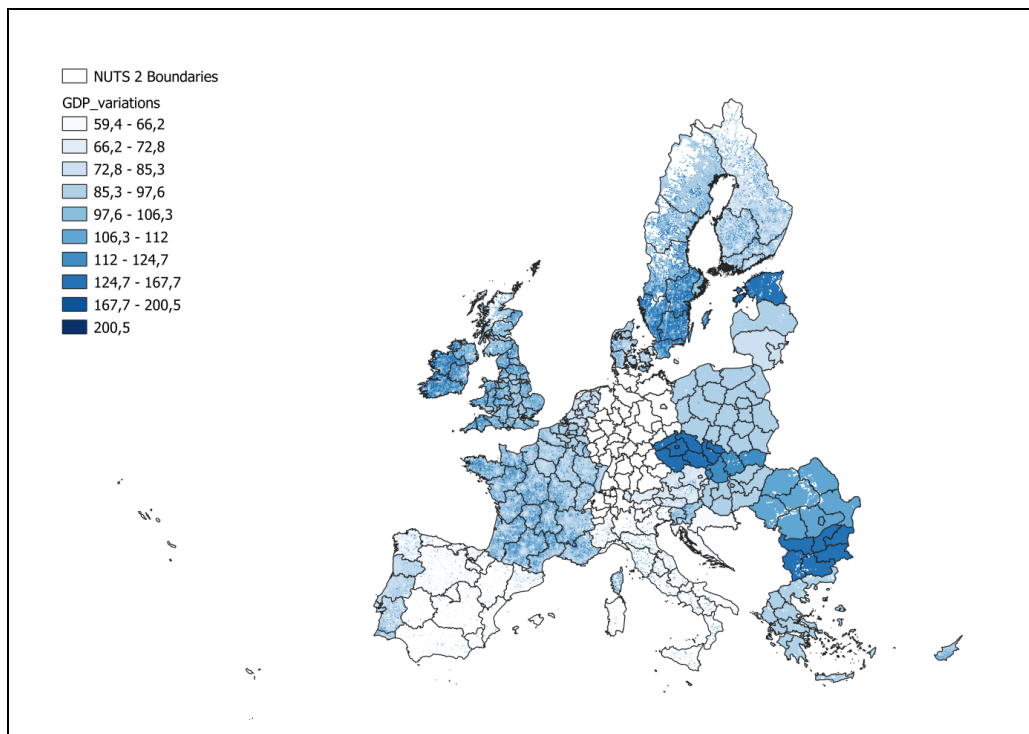 NUTS 2 Boundaries
GDP_variations
59,4 - 66,2
66,2 - 72,8
72,8 - 85,3
85,3 - 97,6
97,6 - 106,3
106,3 - 112
112 - 124,7
124,7 - 167,7
167,7 - 200,5
200,5